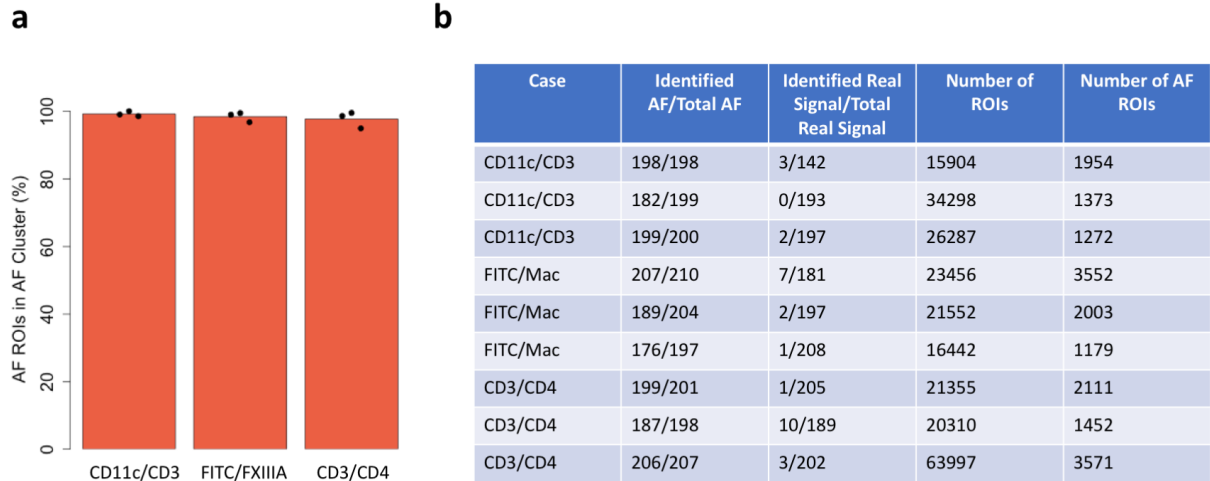 a
b
AF ROIs in AF Cluster (%)
100
80
60
40
20
0
CD11c/CD3 FITC/FXIIIA CD3/CD4
Case Identified AF/Total AF Identified Real Signal/Total Real Signal Number of ROIs Number of AF ROIs
CD11c/CD3 198/198 3/142 15904 1954
CD11c/CD3 182/199 0/193 34298 1373
CD11c/CD3 199/200 2/197 26287 1272
FITC/Mac 207/210 7/181 23456 3552
FITC/Mac 189/204 2/197 21552 2003
FITC/Mac 176/197 1/208 16442 1179
CD3/CD4 199/201 1/205 21355 2111
CD3/CD4 187/198 10/189 20310 1452
CD3/CD4 206/207 3/202 63997 3571